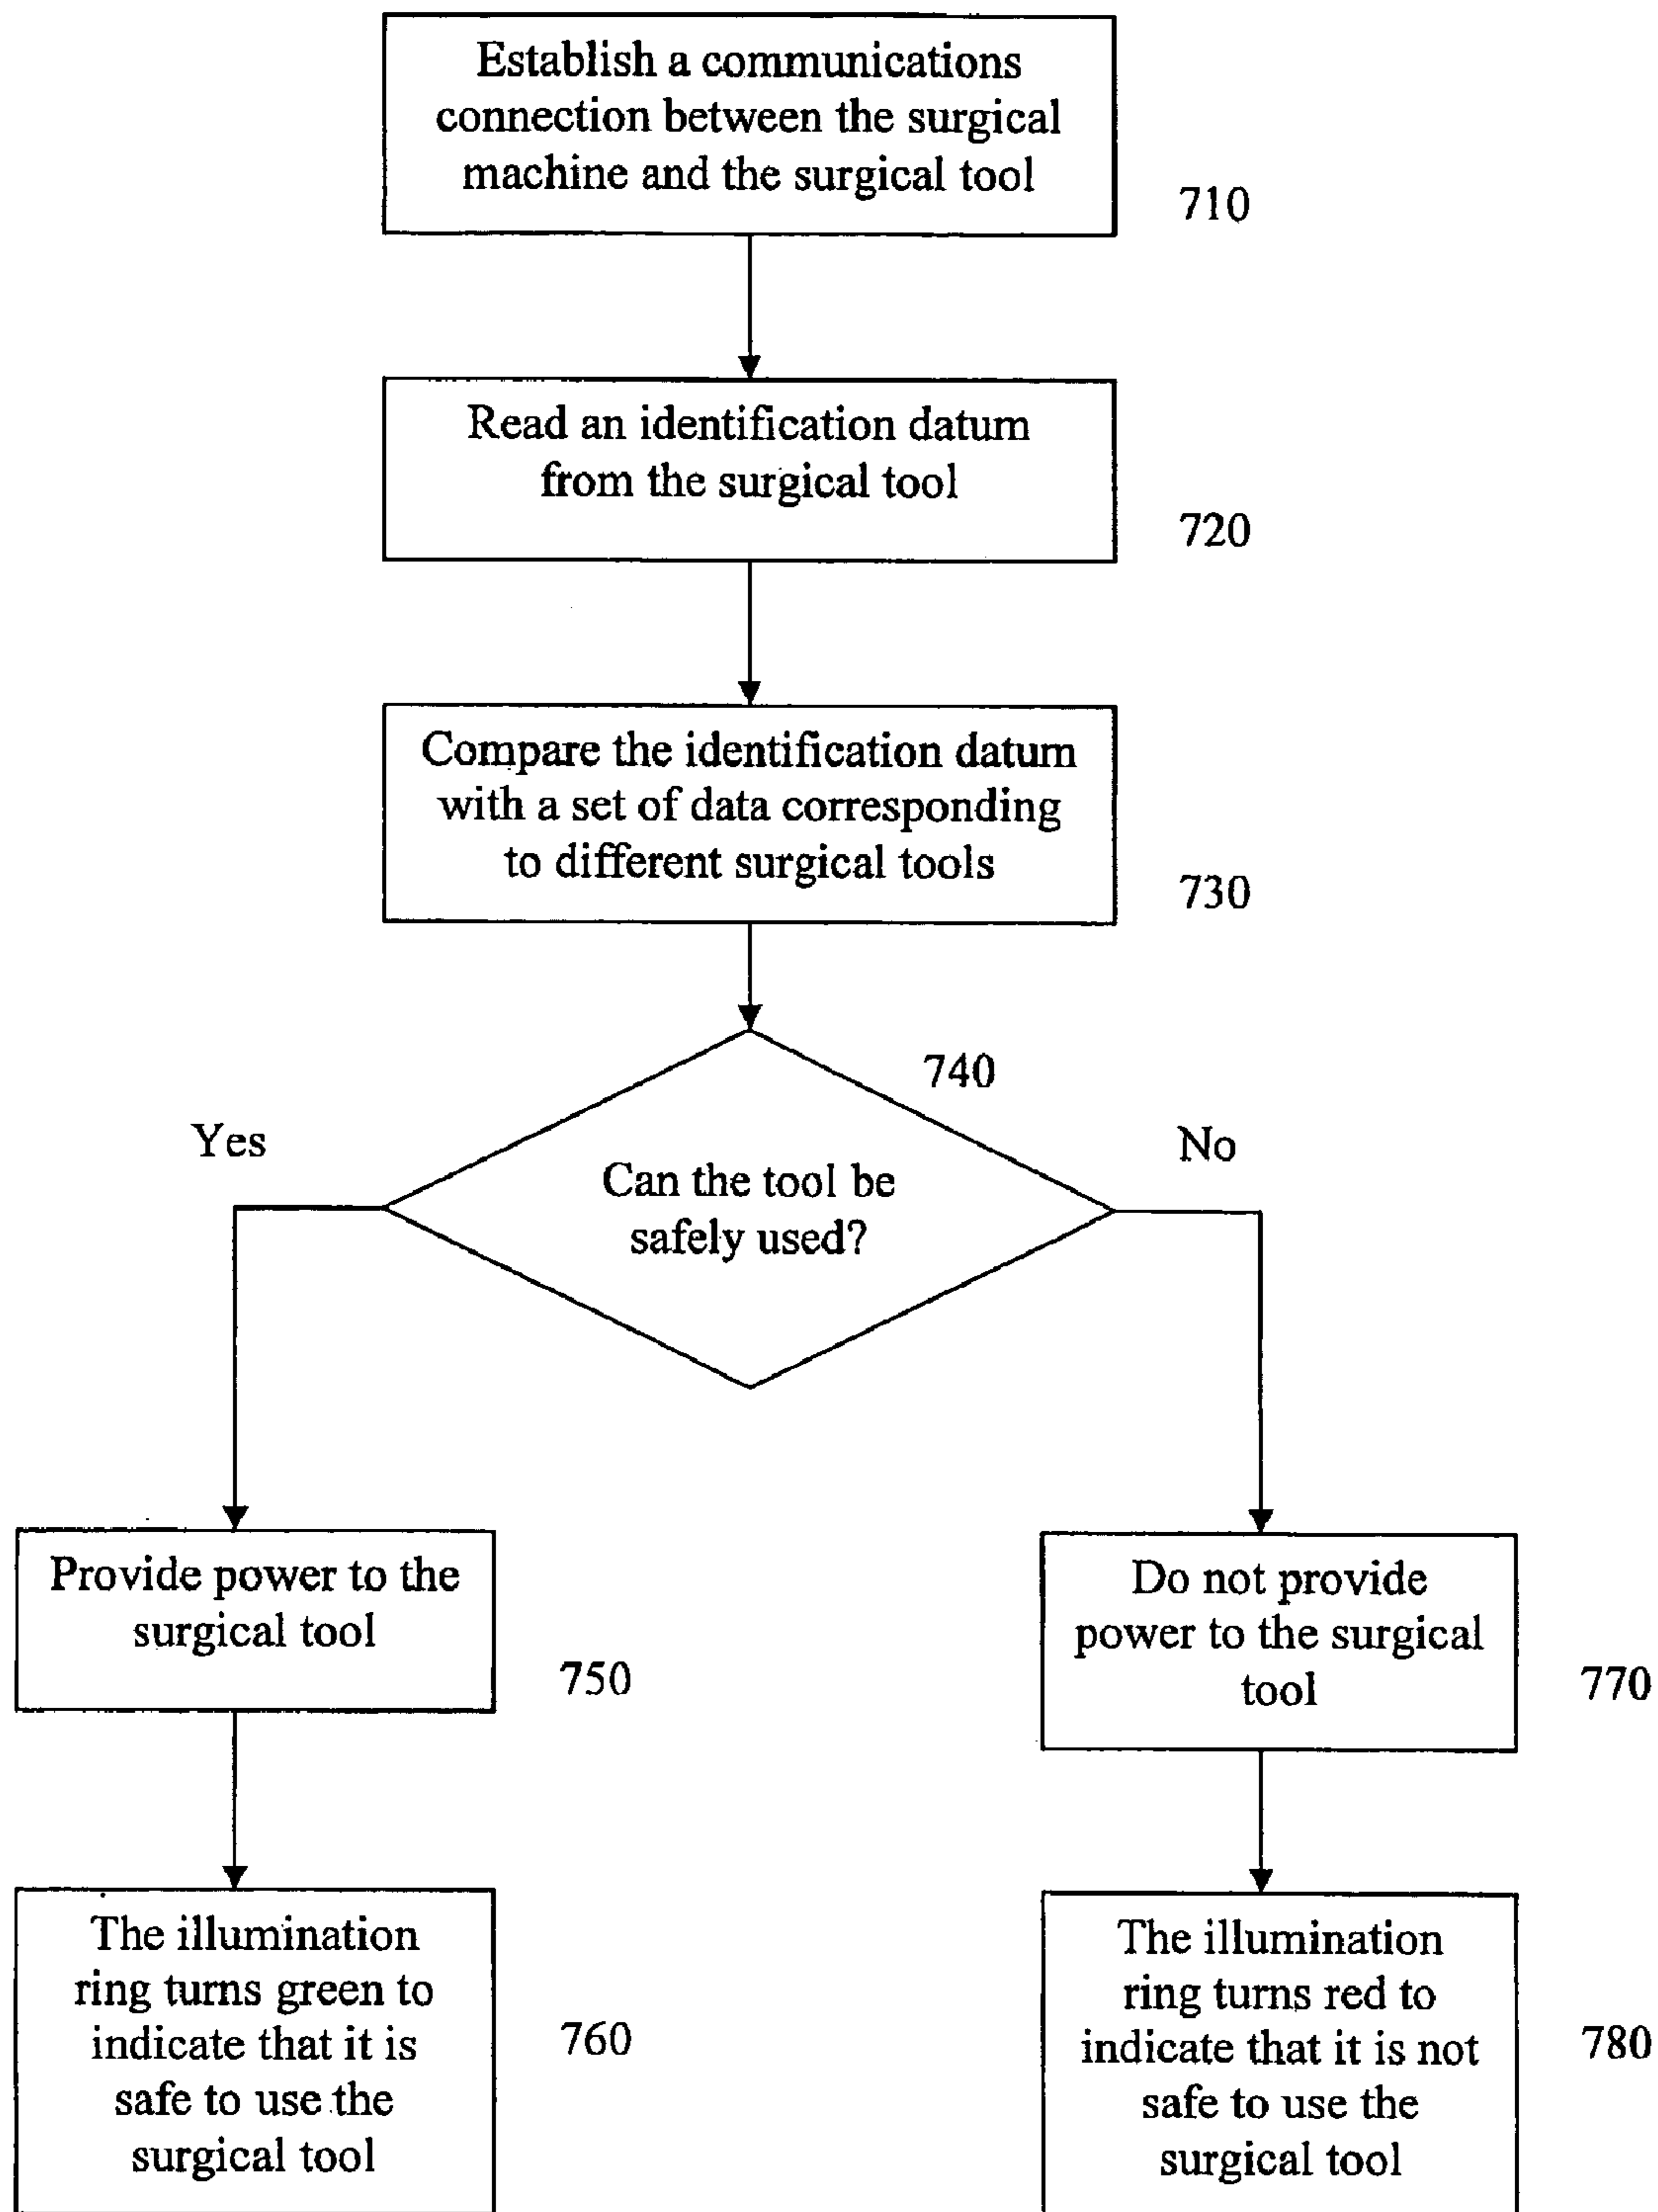 Establish a communications
connection between the surgical
machine and the surgical tool
710
Read an identification datum
from the surgical tool
720
Compare the identification datum
with a set of data corresponding
to different surgical tools
730
740
Yes
No
Can the tool be
safely used?
Provide power to the
surgical tool
750
Do not provide
power to the surgical
tool
770
The illumination
ring turns green to
indicate that it is
safe to use the
surgical tool
760
The illumination
ring turns red to
indicate that it is not
safe to use the
surgical tool
780